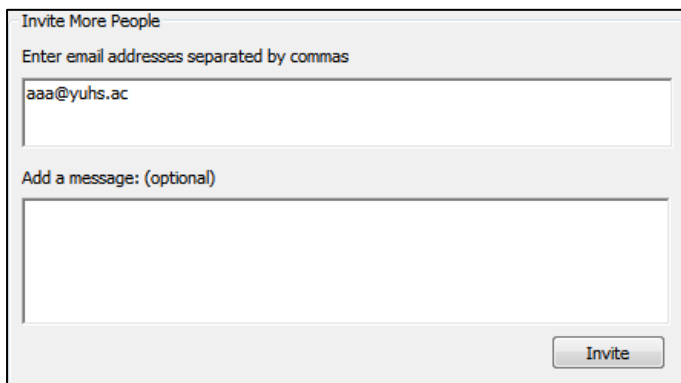 Invite More People
Enter email addresses separated by commas
aaa@yuhs.ac
Add a message: (optional)
Invite